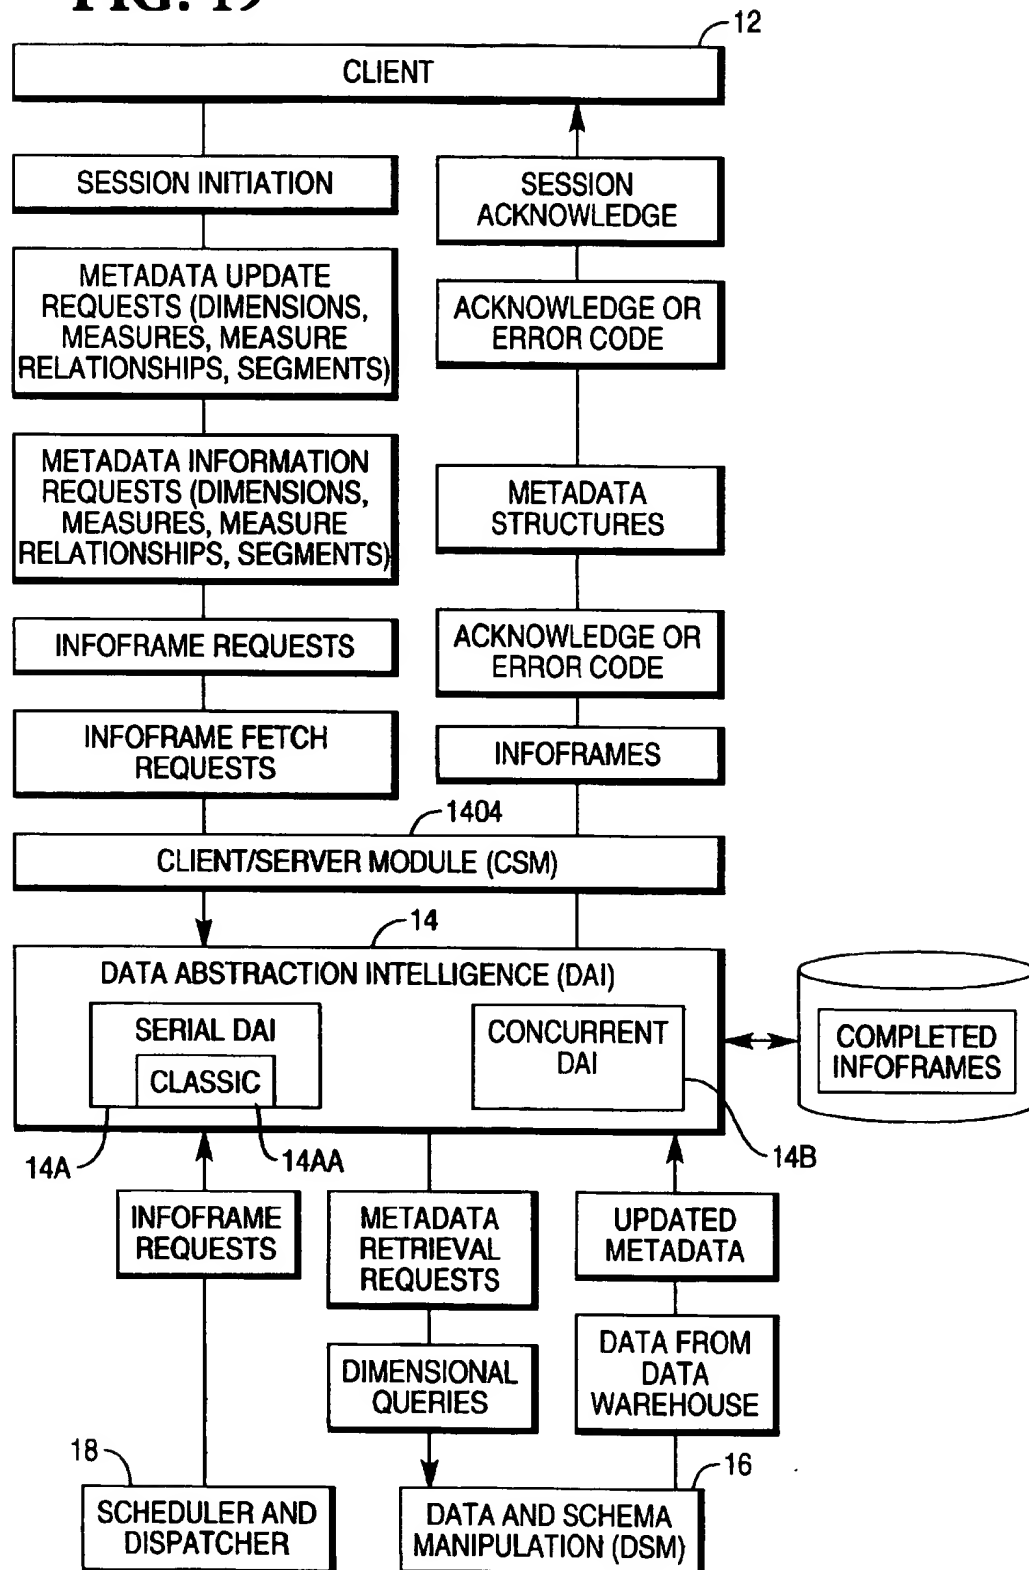 FIG. 19
12
CLIENT
SESSION INITIATION
SESSION
ACKNOWLEDGE
METADATA UPDATE
REQUESTS (DIMENSIONS,
MEASURES, MEASURE
RELATIONSHIPS, SEGMENTS)
ACKNOWLEDGE OR
ERROR CODE
METADATA INFORMATION
REQUESTS (DIMENSIONS,
MEASURES, MEASURE
RELATIONSHIPS, SEGMENTS)
METADATA
STRUCTURES
INFOFRAME REQUESTS
ACKNOWLEDGE OR
ERROR CODE
INFOFRAME FETCH
REQUESTS
INFOFRAMES
1404
CLIENT/SERVER MODULE (CSM)
14
DATA ABSTRACTION INTELLIGENCE (DAI)
SERIAL DAI
CLASSIC
CONCURRENT
DAI
COMPLETED
INFOFRAMES
14A
14AA
14B
INFOFRAME
REQUESTS
METADATA
RETRIEVAL
REQUESTS
UPDATED
METADATA
DIMENSIONAL
QUERIES
DATA FROM
DATA
WAREHOUSE
18
16
SCHEDULER AND
DISPATCHER
DATA AND SCHEMA
MANIPULATION (DSM)